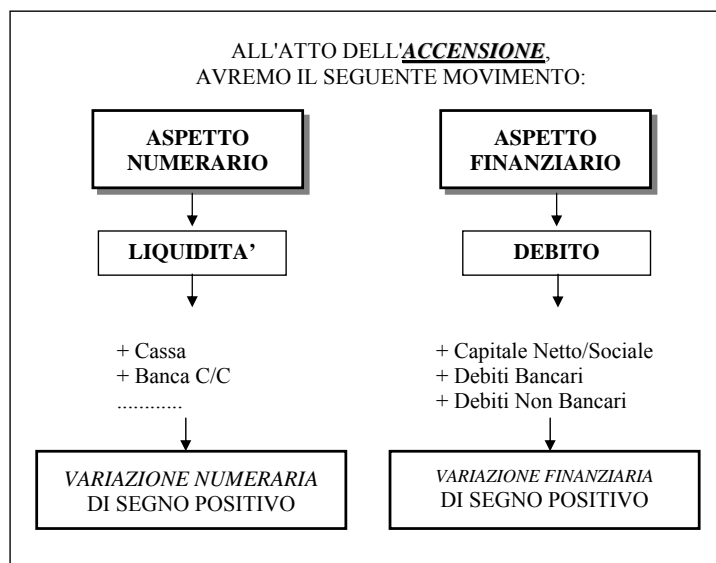 ALL'ATTO DELL'ACCENSIONE,
AVREMO IL SEGUENTE MOVIMENTO:
ASPETTO
NUMERARIO
LIQUIDITA’
+ Cassa
+ Banca C/C
............
VARIAZIONE NUMERARIA
DI SEGNO POSITIVO
ASPETTO
FINANZIARIO
DEBITO
+ Capitale Netto/Sociale
+ Debiti Bancari
+ Debiti Non Bancari
VARIAZIONE FINANZIARIA
DI SEGNO POSITIVO